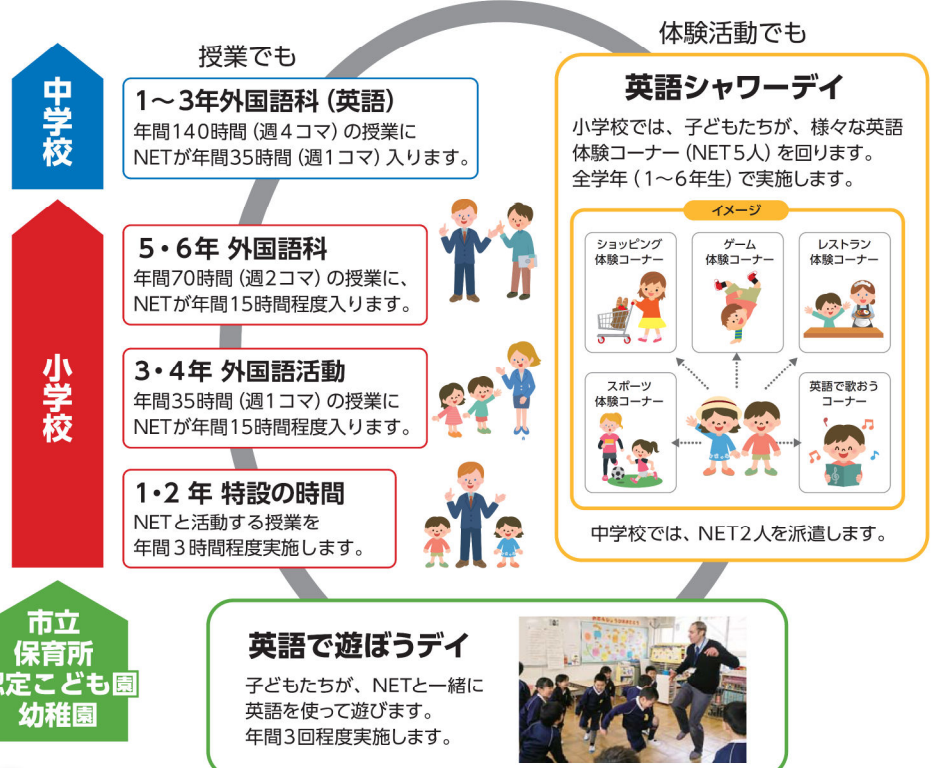 授業でも
体験活動でも
中学校
1～3年外国語科（英語）
年間140時間（週4コマ）の授業に
NETが年間35時間（週1コマ）入ります。
小学校
5・6年 外国語科
年間70時間（週2コマ）の授業に、
NETが年間15時間程度入ります。
3・4年 外国語活動
年間35時間（週1コマ）の授業に
NETが年間15時間程度入ります。
1・2 年 特設の時間
NETと活動する授業を
年間３時間程度実施します。
英語シャワーデイ
小学校では、子どもたちが、様々な英語
体験コーナー（NET5人）を回ります。
全学年（1～6年生）で実施します。
イメージ
ショッピング
体験コーナー
ゲーム
体験コーナー
レストラン
体験コーナー
スポーツ
体験コーナー
英語で歌おう
コーナー
中学校では、NET2人を派遣します。
市立
保育所
定こども園
幼稚園
英語で遊ぼうデイ
子どもたちが、NETと一緒に
英語を使って遊びます。
年間3回程度実施します。